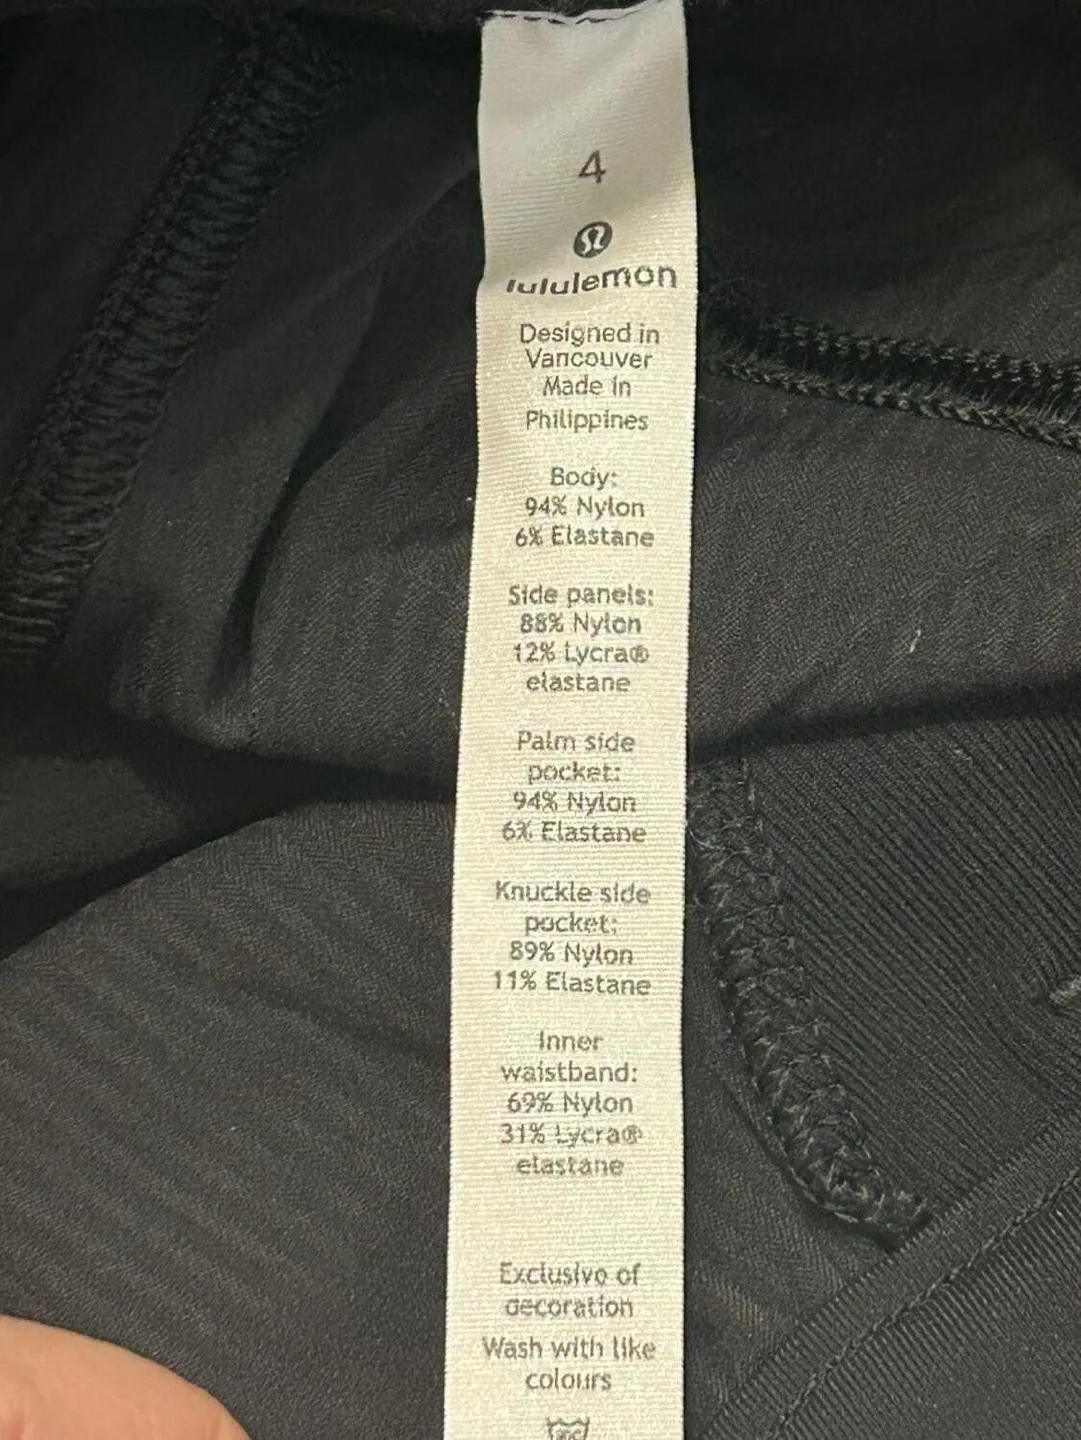 4
lululemon
Designed in
Vancouver
Made in
Philippines
Body:
94% Nylon
6% Elastane
Side panels:
88% Nylon
12% Lycra®
elastane
Palm side
pocket:
94% Nylon
6% Elastane
Knuckle side
pocket:
89% Nylon
11% Elastane
Inner
waistband:
69% Nylon
31% Lycra®
elastane
Exclusive of
decoration
Wash with like
colours